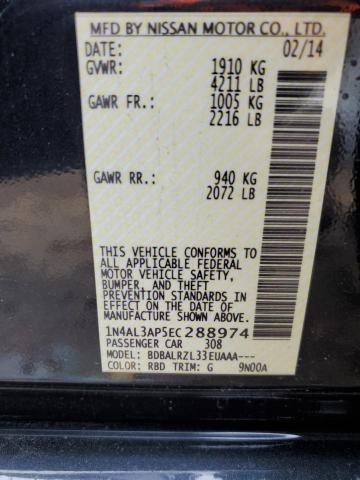 MFD BY NISSAN MOTOR CO., LTD.
DATE: 02/14
GVWR: 1910 KG
4211 LB
GAWR FR.: 1005 KG
2216 LB
GAWR RR.: 940 KG
2072 LB
THIS VEHICLE CONFORMS TO
ALL APPLICABLE FEDERAL
MOTOR VEHICLE SAFETY,
BUMPER, AND THEFT
PREVENTION STANDARDS
IN EFFECT ON THE DATE OF
MANUFACTURE SHOWN ABOVE.
1N4AL3AP5EC288974
PASSENGER CAR 308
MODEL: BDBALRZL33EUAAA---
COLOR: RBD TRIM: G 9N00A